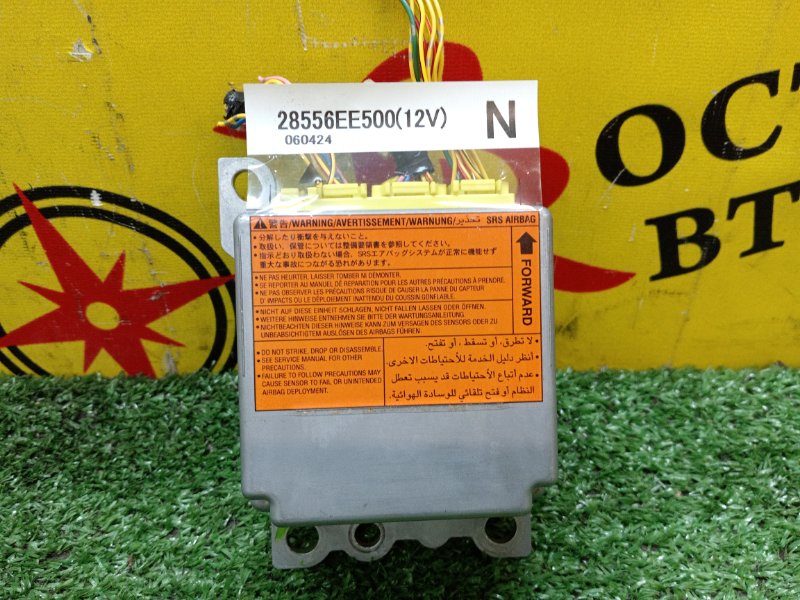 28556EE500(12V) N
060424
警告/WARNING/AVERTISSEMENT/WARNUNG/تحذير SRS AIRBAG
• 分解したり衝撃を与えないこと。
• 取扱い、保管については整備要領書を参照してください。
• 指示どおり取扱わない場合、SRSエアバッグシステムが正常に機能せず
重大な事故につながる恐れがあります。
• NE PAS HEURTER, LAISSER TOMBER NI DÉMONTER.
• SE REPORTER AU MANUEL DE RÉPARATION POUR LES AUTRES PRÉCAUTIONS À PRENDRE.
• NE PAS OBSERVER LES PRÉCAUTIONS RISQUE DE CAUSER LA PANNE DU CAPTEUR
D' IMPACTS OU LE DÉPLOIEMENT INATTENDU DU COUSSIN GONFLABLE.
• NICHT AUF DIESE EINHEIT SCHLAGEN, NICHT FALLEN LASSEN ODER ÖFFNEN.
• WEITERE HINWEISE ENTNEHMEN SIE BITTE DER WARTUNGSANLEITUNG.
• NICHTBEACHTEN DIESER HINWEISE KANN ZUM VERSAGEN DES SENSORS ODER ZU
UNBEABSICHTIGTEM AUSLÖSEN DES AIRBAGS FÜHREN.
FORWARD
• DO NOT STRIKE, DROP OR DISASSEMBLE
• SEE SERVICE MANUAL FOR OTHER
PRECAUTIONS.
• FAILURE TO FOLLOW PRECAUTIONS MAY
CAUSE SENSOR TO FAIL OR UNINTENDED
AIRBAG DEPLOYMENT.
• لا تطرق، أو تسقط، أو تفتح.
• أنظر دليل الخدمة للأحتياطات الاخرى.
• عدم أتباع الأحتياطات قد يسبب تعطل
النظام أو فتح تلقائي للوسادة الهوائية.
ОСТ
ВТ